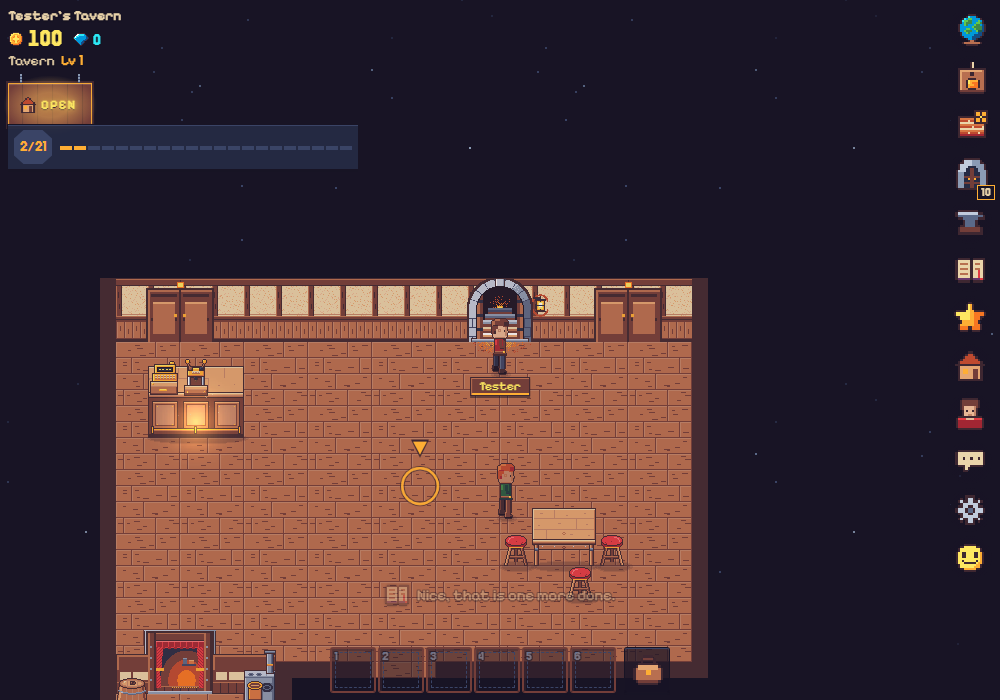 Tester's Tavern
100 0
Tavern Lv 1
OPEN
2/21
10
Tester
Nice, that is one more done.
1 2 3 4 5 6